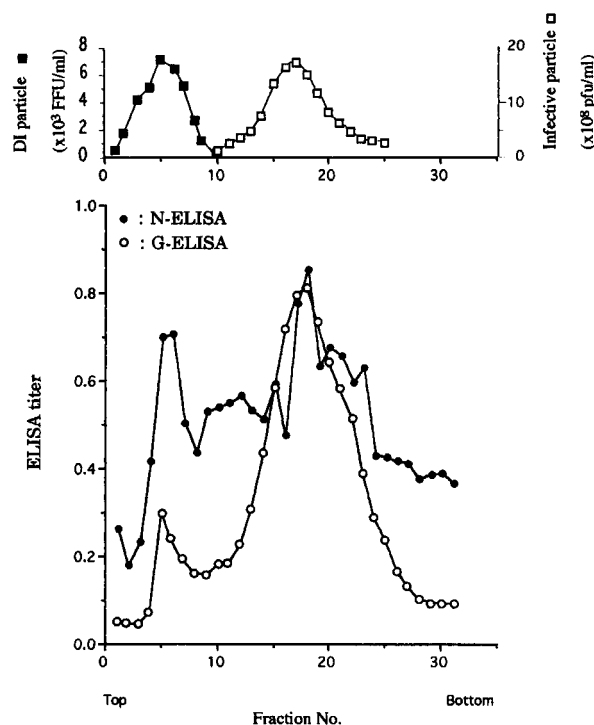 DI particle ■
(x10³ FFU/ml)
8
6
4
2
0
0
10
20
30
20
10
0
Infective particle □
(x10⁸ pfu/ml)
● : N-ELISA
○ : G-ELISA
ELISA titer
1.0
0.8
0.6
0.4
0.2
0.0
0
10
20
30
Top
Bottom
Fraction No.